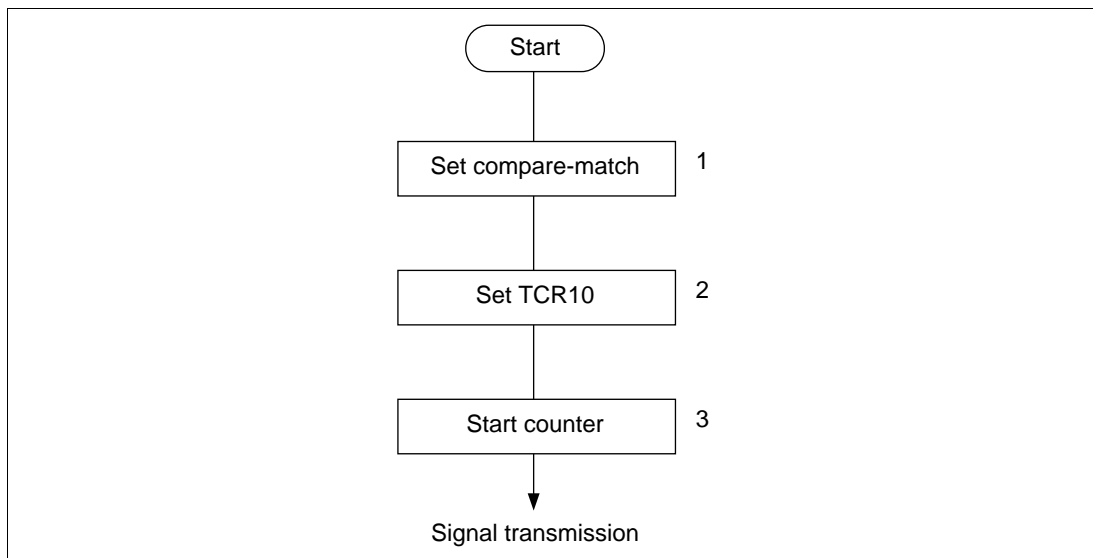 Start
Set compare-match 1
Set TCR10 2
Start counter 3
Signal transmission